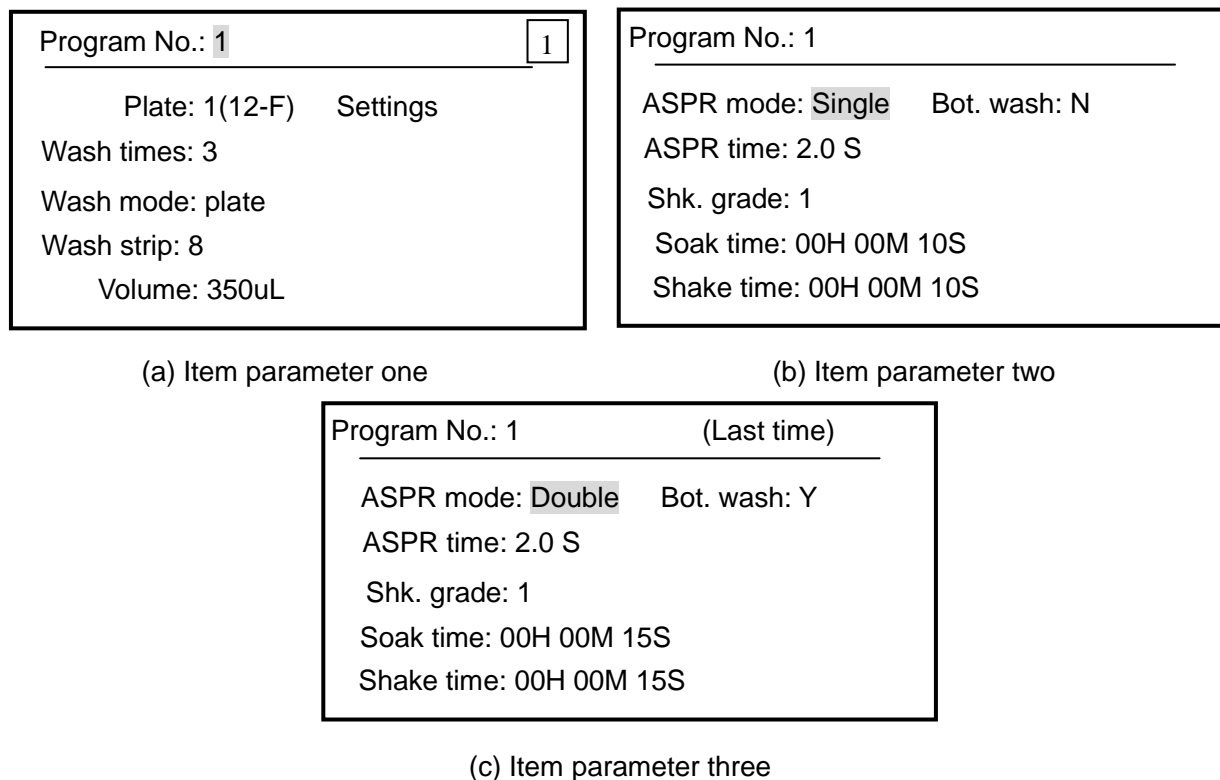 Program No.: 1 1
Plate: 1(12-F) Settings
Wash times: 3
Wash mode: plate
Wash strip: 8
Volume: 350uL
(a) Item parameter one
Program No.: 1
ASPR mode: Single Bot. wash: N
ASPR time: 2.0 S
Shk. grade: 1
Soak time: 00H 00M 10S
Shake time: 00H 00M 10S
(b) Item parameter two
Program No.: 1 (Last time)
ASPR mode: Double Bot. wash: Y
ASPR time: 2.0 S
Shk. grade: 1
Soak time: 00H 00M 15S
Shake time: 00H 00M 15S
(c) Item parameter three